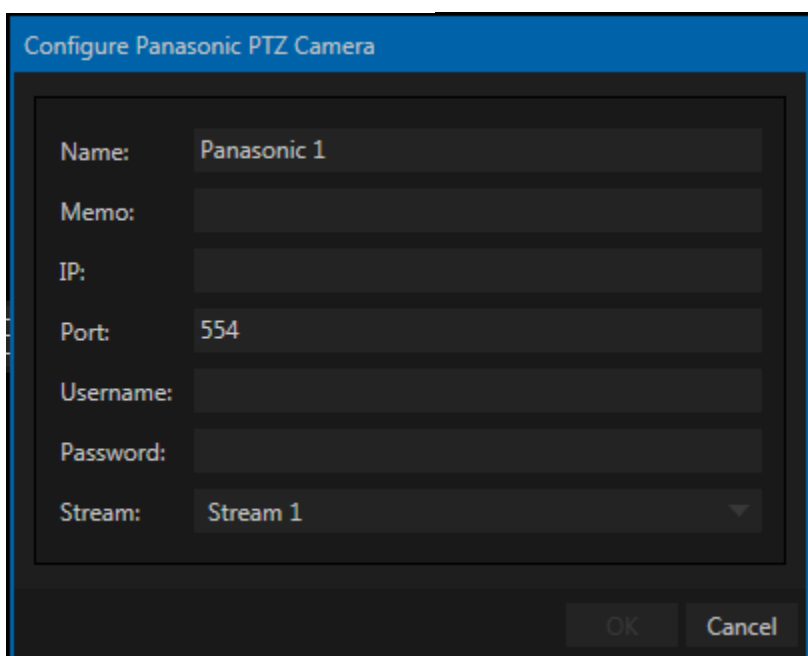 Configure Panasonic PTZ Camera
Name: Panasonic 1
Memo:
IP:
Port: 554
Username:
Password:
Stream: Stream 1
OK Cancel